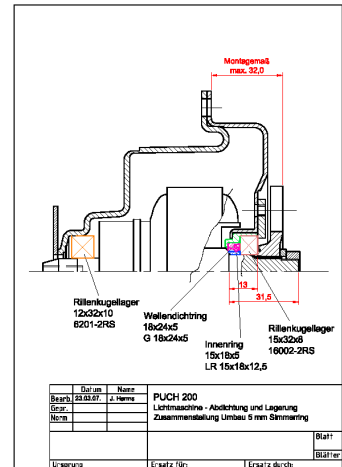 Montagemaß
max. 32,0
13
31,5
Rillenkugellager
12x32x10
6201-2RS
Wellendichtring
18x24x5
G 18x24x5
Innenring
15x18x5
LR 15x18x12,5
Rillenkugellager
15x32x8
16002-2RS
Datum Name
Bearb. 23.03.07. J. Harms
Gepr.
Norm
PUCH 200
Lichtmaschine - Abdichtung und Lagerung
Zusammenstellung Umbau 5 mm Simmerring
Blatt
Blätter
Ursprung Ersatz für: Ersatz durch: